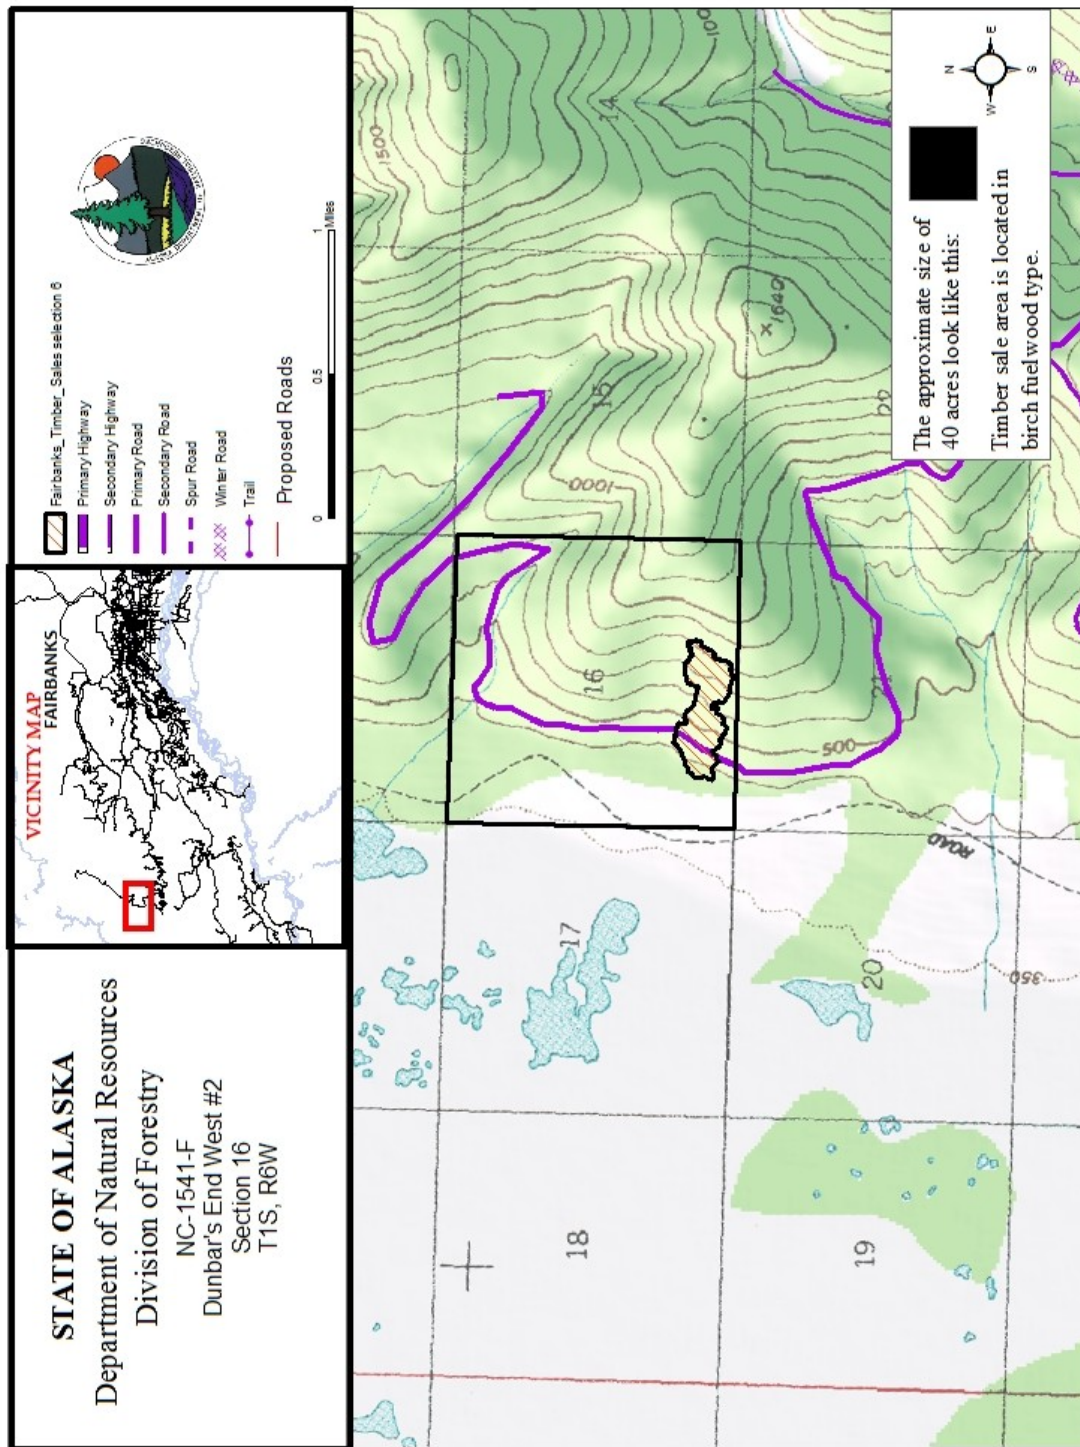 STATE OF ALASKA
Department of Natural Resources
Division of Forestry
NC-1541-F
Dunbar's End West #2
Section 16
T1S, R6W
VICINITY MAP
FAIRBANKS
Fairbanks_Timber_Sales selection 6
Primary Highway
Secondary Highway
Primary Road
Secondary Road
Spur Road
Winter Road
Trail
Proposed Roads
0
0.5
1
Miles
18
17
16
15
14
1500
1000
1640
500
19
20
350
ROAD
The approximate size of
40 acres look like this:
Timber sale area is located in
birch fuelwood type.
N
W
E
S